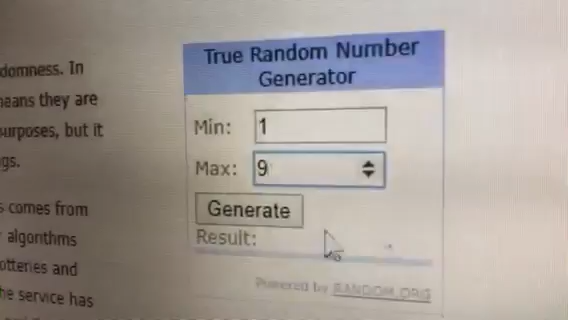 True Random Number
Generator
domness. In
means they are
urposes, but it
gs.
Min: 1
Max: 9
Generate
Result:
s comes from
algorithms
otteries and
he service has
Powered by RANDOM.ORG